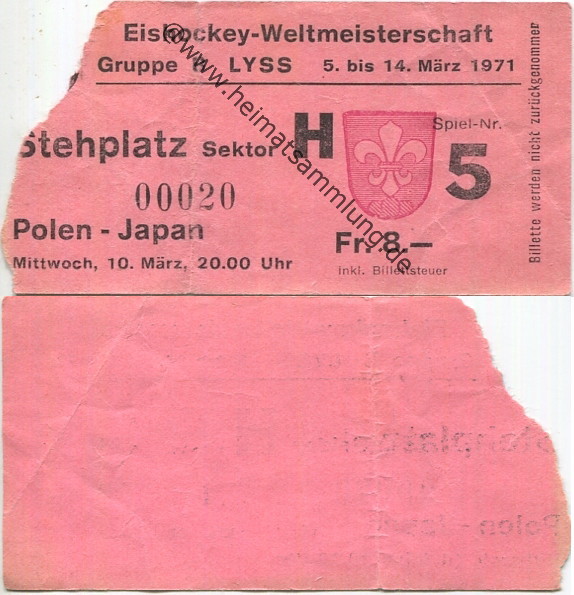 Eishockey-Weltmeisterschaft
Gruppe B LYSS 5. bis 14. März 1971
Stehplatz Sektor H
Spiel-Nr.
5
00020
Polen - Japan
Mittwoch, 10. März, 20.00 Uhr
Fr. 8.—
inkl. Billettsteuer
Billette werden nicht zurückgenommen
©www.heimatsammlung.de